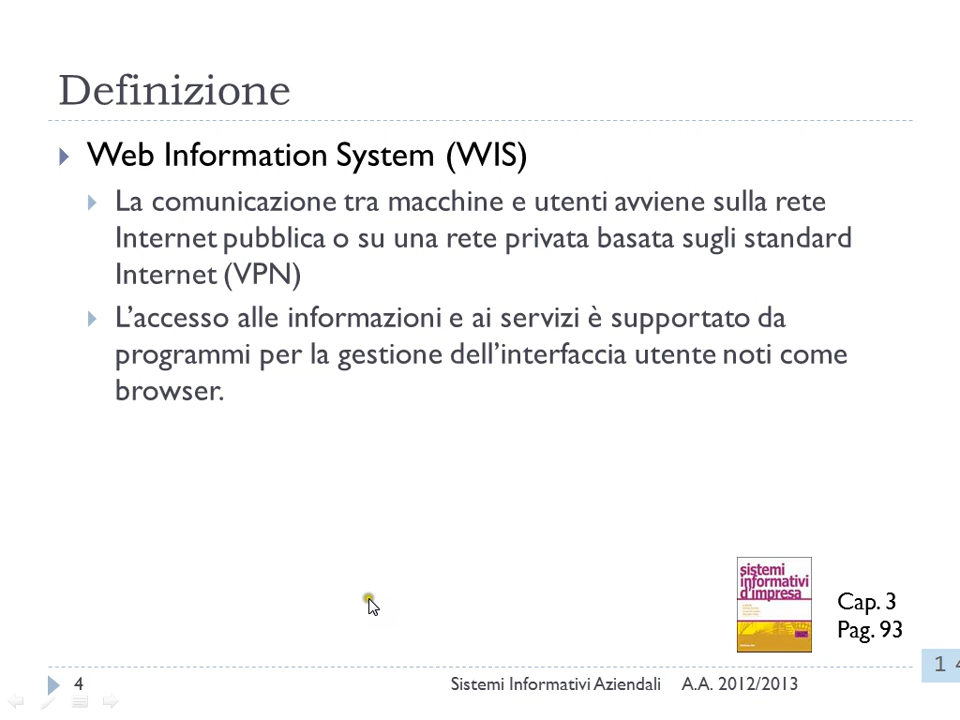 Definizione
Web Information System (WIS)
La comunicazione tra macchine e utenti avviene sulla rete
Internet pubblica o su una rete privata basata sugli standard
Internet (VPN)
L’accesso alle informazioni e ai servizi è supportato da
programmi per la gestione dell’interfaccia utente noti come
browser.
sistemi
informativi
d'impresa
Cap. 3
Pag. 93
4
Sistemi Informativi Aziendali A.A. 2012/2013
1